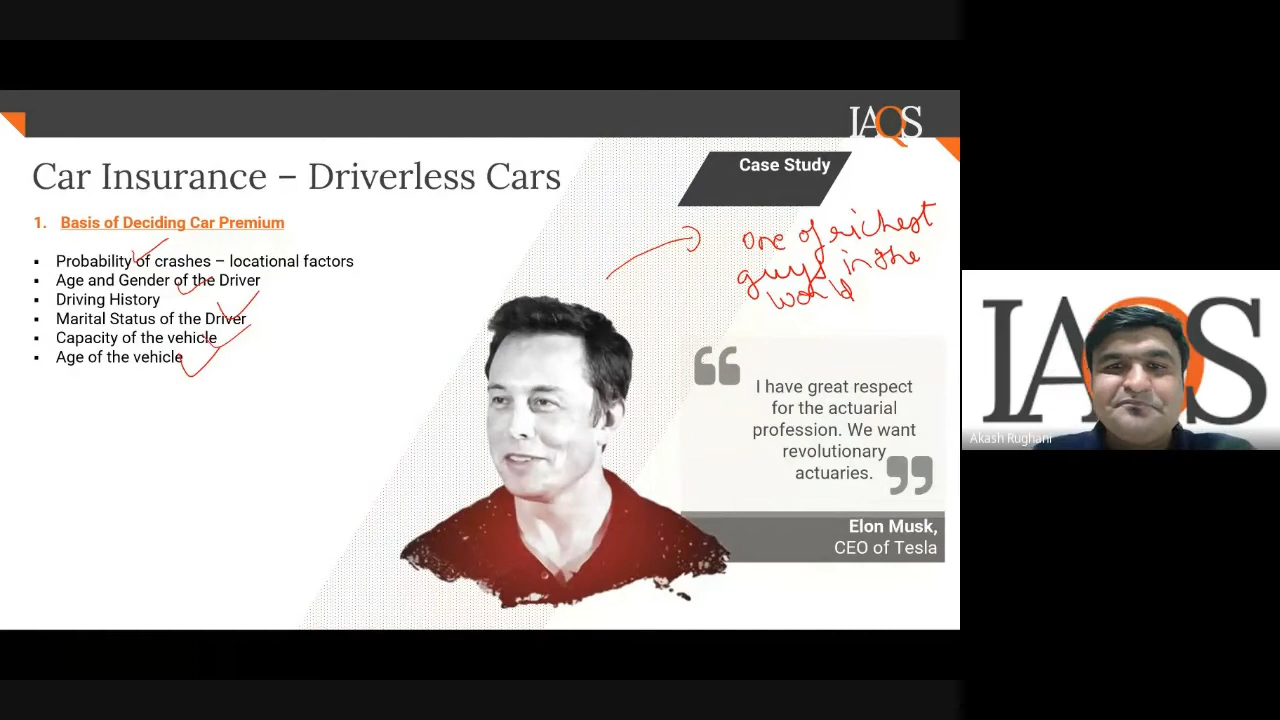 IAQS
Car Insurance – Driverless Cars
Case Study
1. Basis of Deciding Car Premium
▪ Probability of crashes – locational factors
▪ Age and Gender of the Driver
▪ Driving History
▪ Marital Status of the Driver
▪ Capacity of the vehicle
▪ Age of the vehicle
One of richest
guys in the
world
“
I have great respect
for the actuarial
profession. We want
revolutionary
actuaries.
”
Elon Musk,
CEO of Tesla
IAQS
Akash Rughani